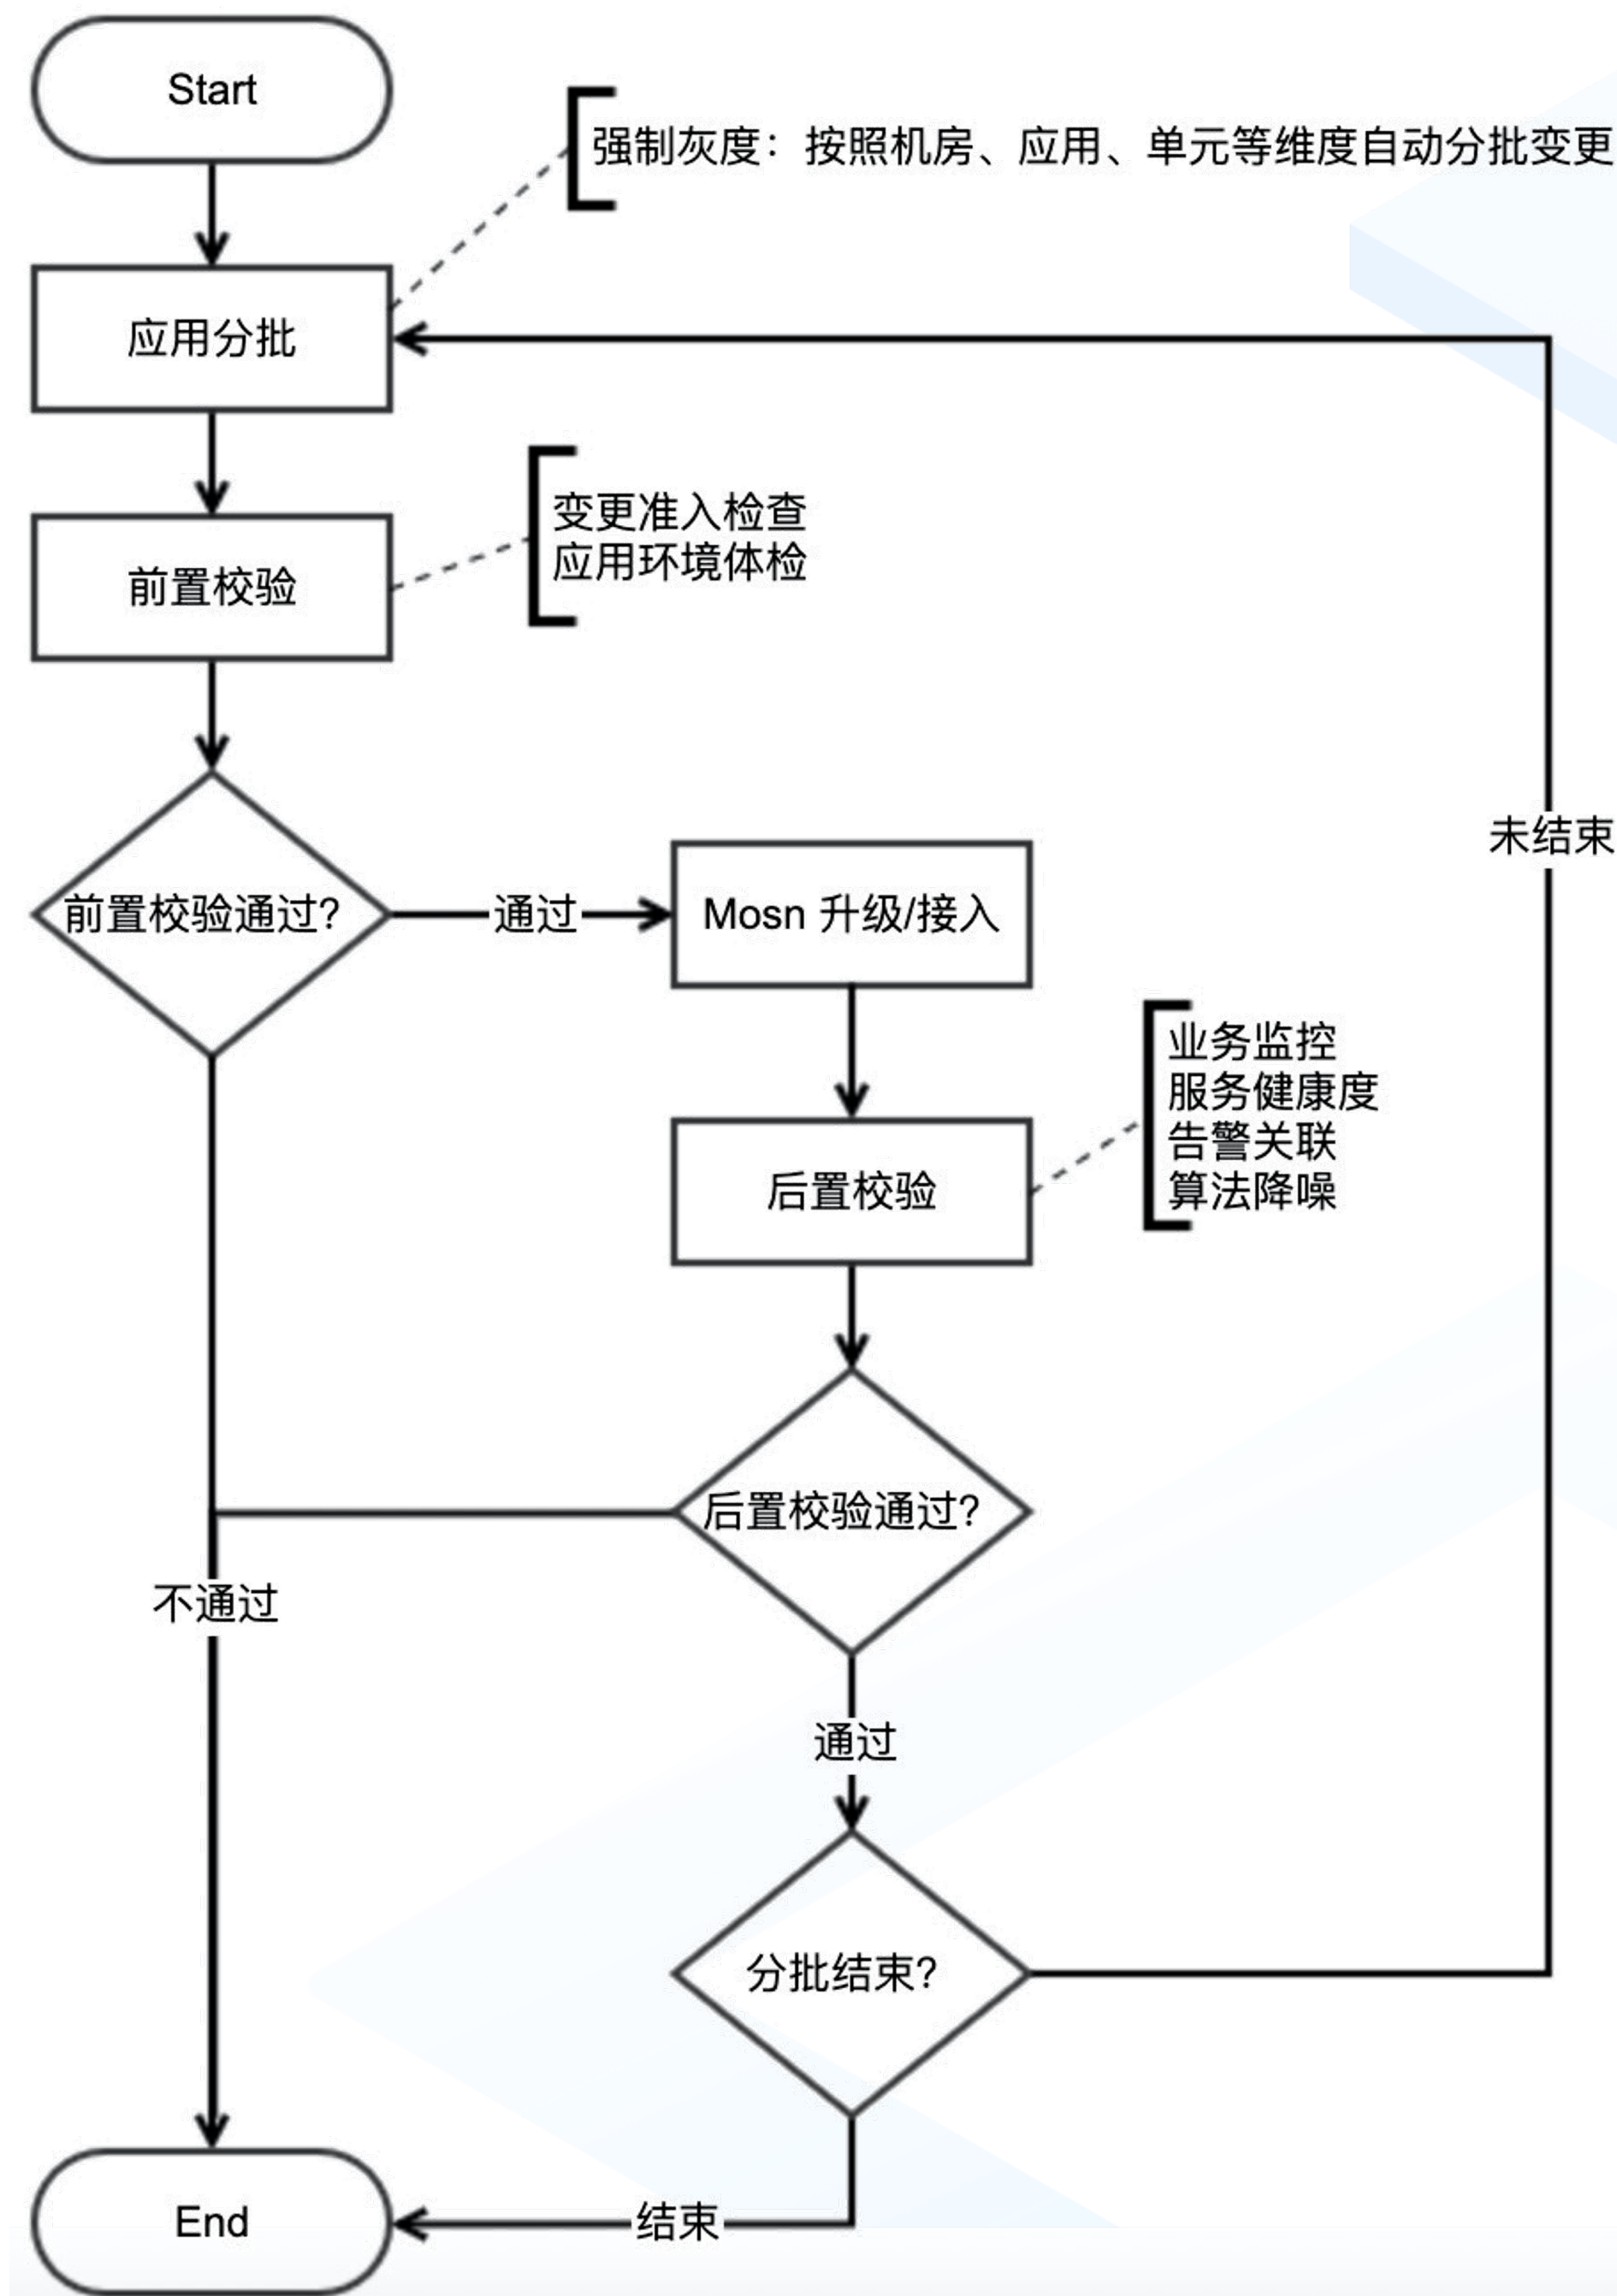 Start
强制灰度：按照机房、应用、单元等维度自动分批变更
应用分批
变更准入检查
应用环境体检
前置校验
未结束
前置校验通过?
通过
Mosn 升级/接入
业务监控
服务健康度
告警关联
算法降噪
后置校验
后置校验通过?
不通过
通过
分批结束?
End
结束